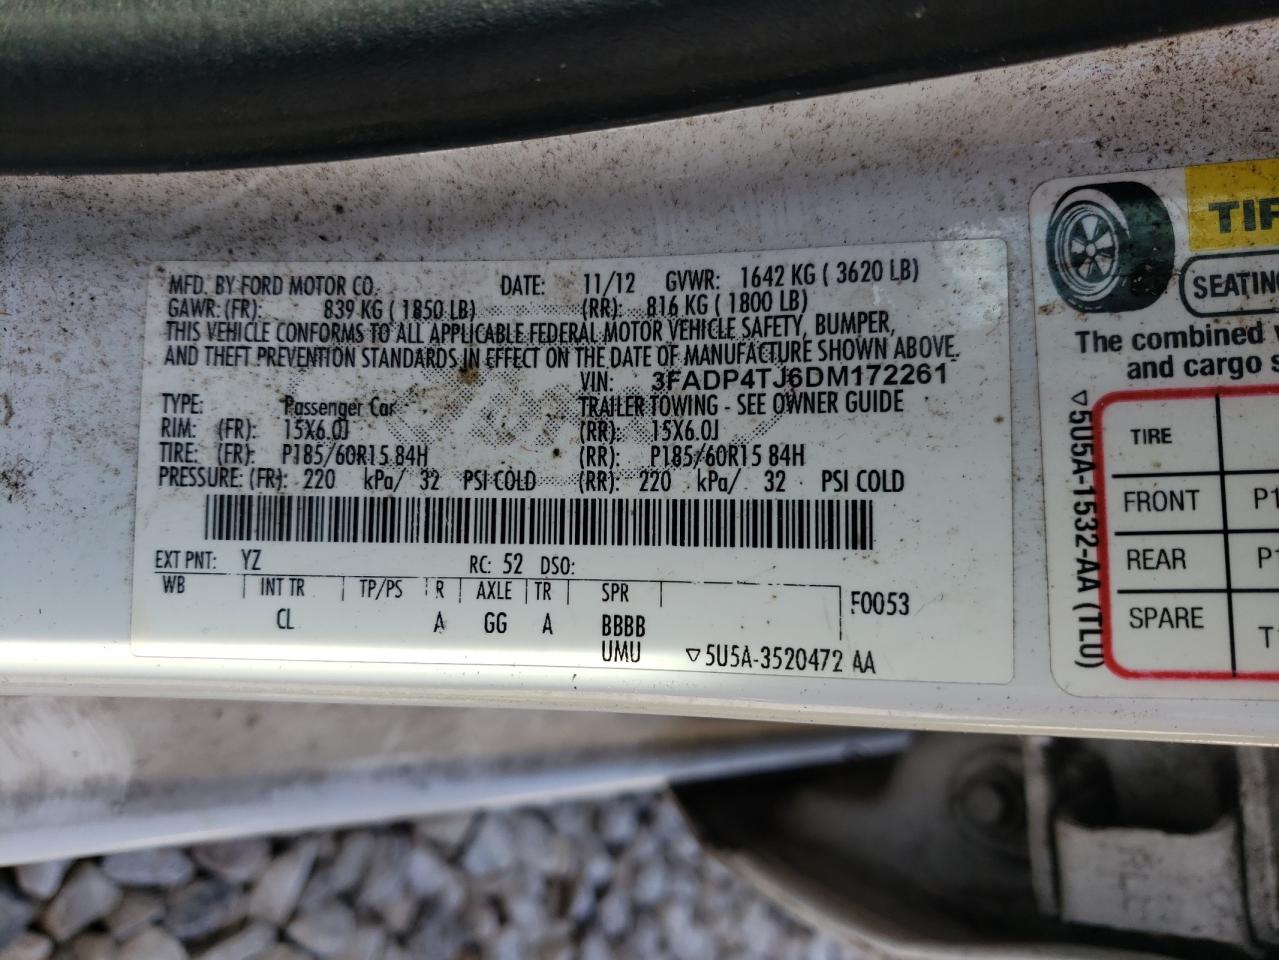 MFD. BY FORD MOTOR CO. DATE: 11/12 GVWR: 1642 KG ( 3620 LB)
GAWR: (FR): 839 KG ( 1850 LB) (RR): 816 KG ( 1800 LB)
THIS VEHICLE CONFORMS TO ALL APPLICABLE FEDERAL MOTOR VEHICLE SAFETY, BUMPER,
AND THEFT PREVENTION STANDARDS IN EFFECT ON THE DATE OF MANUFACTURE SHOWN ABOVE.
VIN: 3FADP4TJ6DM172261
TYPE: Passenger Car TRAILER TOWING - SEE OWNER GUIDE
RIM: (FR): 15X6.0J (RR): 15X6.0J
TIRE: (FR): P185/60R15 84H (RR): P185/60R15 84H
PRESSURE: (FR): 220 kPa/ 32 PSI COLD (RR): 220 kPa/ 32 PSI COLD
EXT PNT: YZ RC: 52 DSO:
WB INT TR TP/PS R AXLE TR SPR F0053
CL A GG A BBBB
UMU ▽5U5A-3520472 AA
TIR
SEATING
The combined
and cargo s
▽5U5A-1532-AA (TLU)
TIRE
FRONT P1
REAR P1
SPARE T